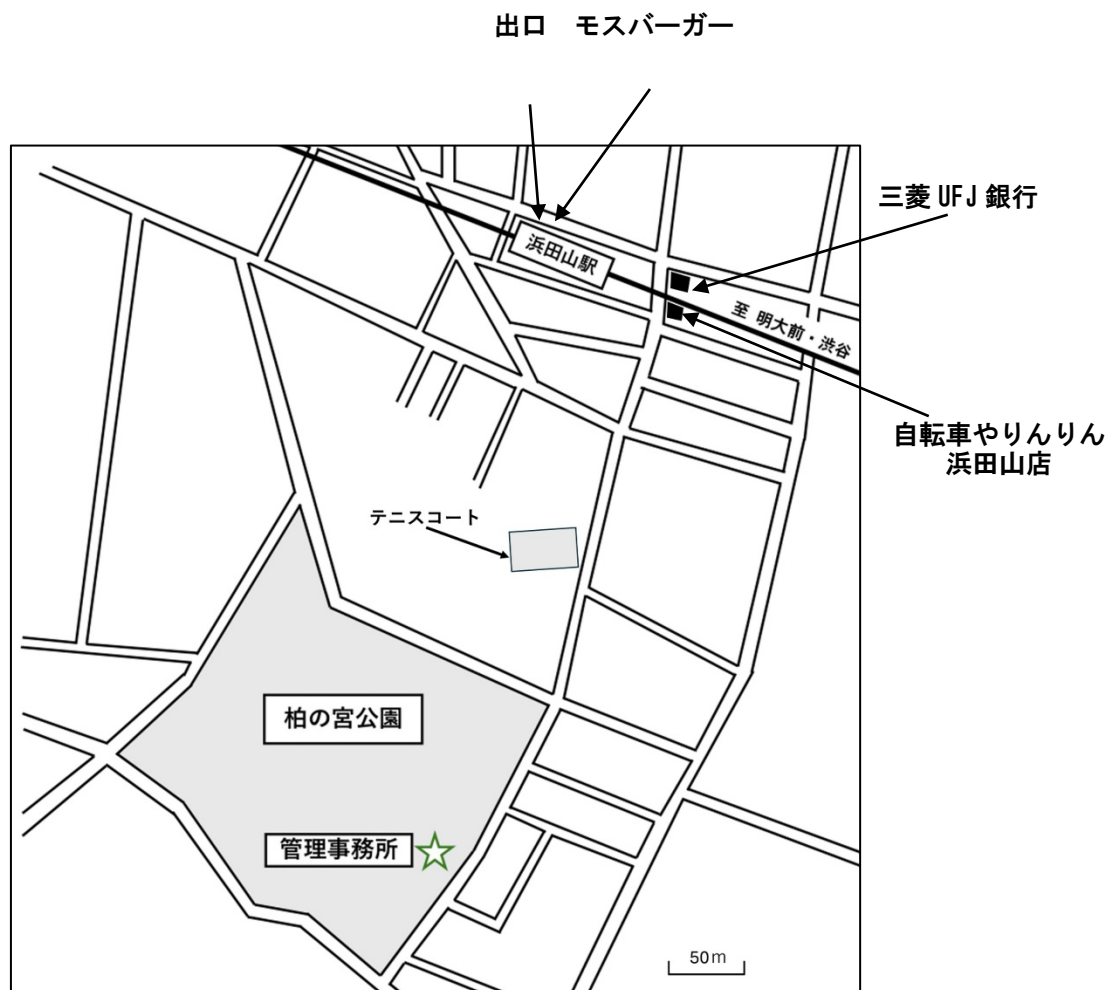 出口　モスバーガー
三菱 UFJ 銀行
浜田山駅
至 明大前・渋谷
自転車やりんりん
浜田山店
テニスコート
柏の宮公園
管理事務所
50m